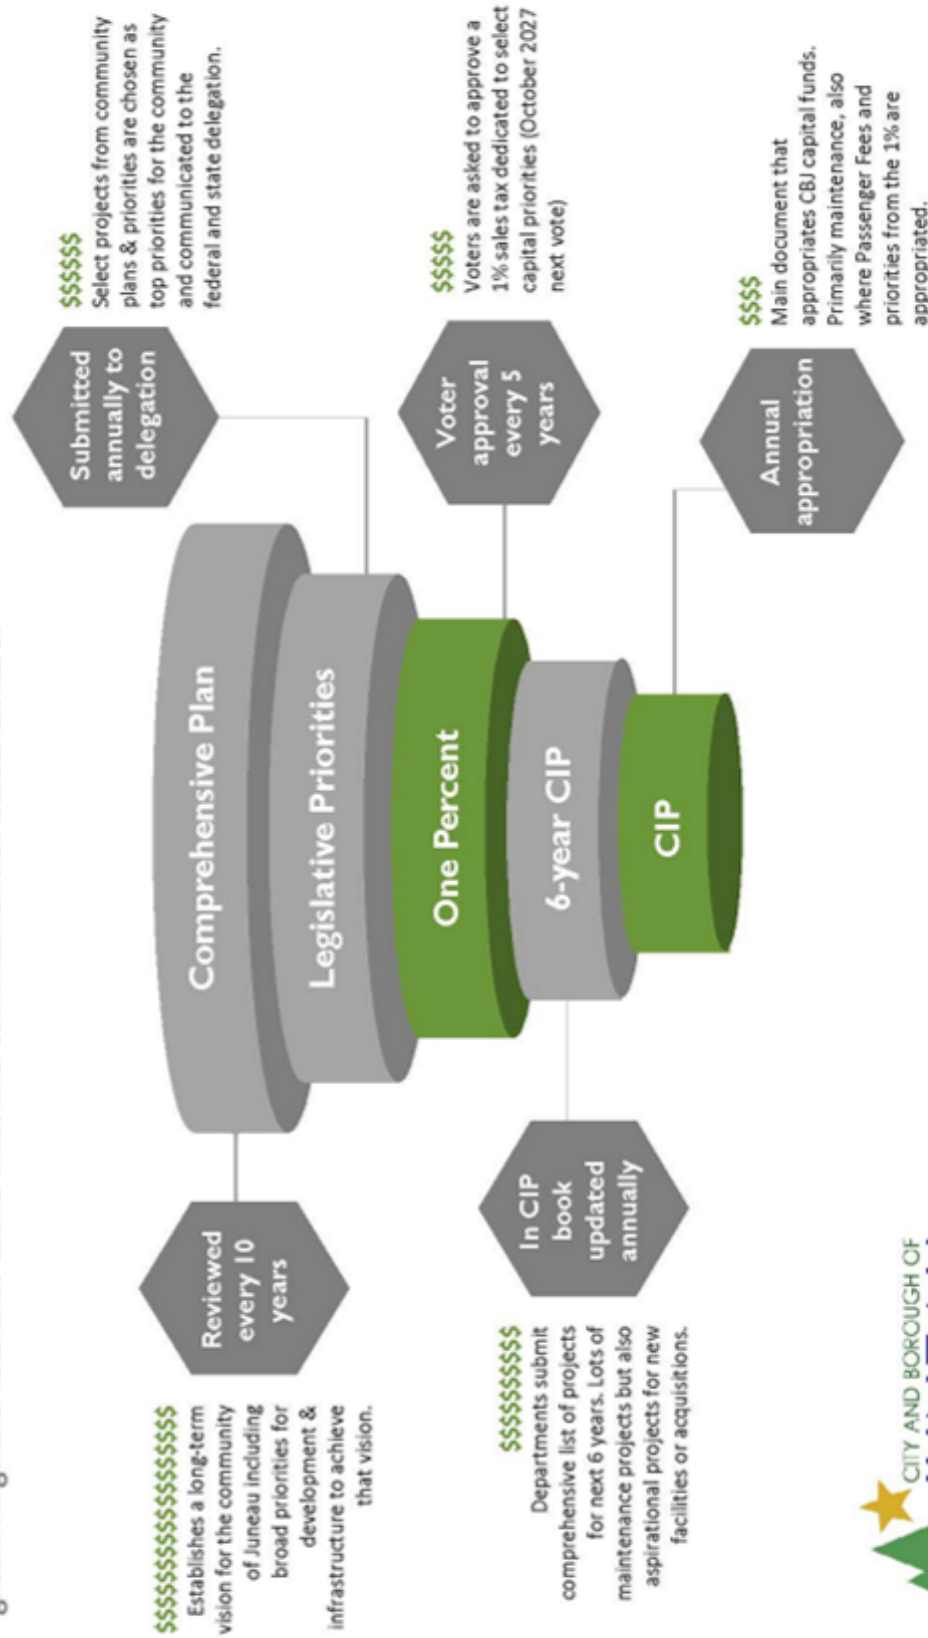 $$$$$$$$$$$$$$$$$$$
Establishes a long-term
vision for the community
of Juneau including
broad priorities for
development &
infrastructure to achieve
that vision.
Reviewed
every 10
years
Comprehensive Plan
Submitted
annually to
delegation
$$$$$$
Select projects from community
plans & priorities are chosen as
top priorities for the community
and communicated to the
federal and state delegation.
Legislative Priorities
One Percent
Voter
approval
every 5
years
$$$$$
Voters are asked to approve a
1% sales tax dedicated to select
capital priorities (October 2027
next vote)
$$$$$$$$$$
Departments submit
comprehensive list of projects
for next 6 years. Lots of
maintenance projects but also
aspirational projects for new
facilities or acquisitions.
In CIP
book
updated
annually
6-year CIP
CIP
Annual
appropriation
$$$$
Main document that
appropriates CBJ capital funds.
Primarily maintenance, also
where Passenger Fees and
priorities from the 1% are
appropriated.
CITY AND BOROUGH OF